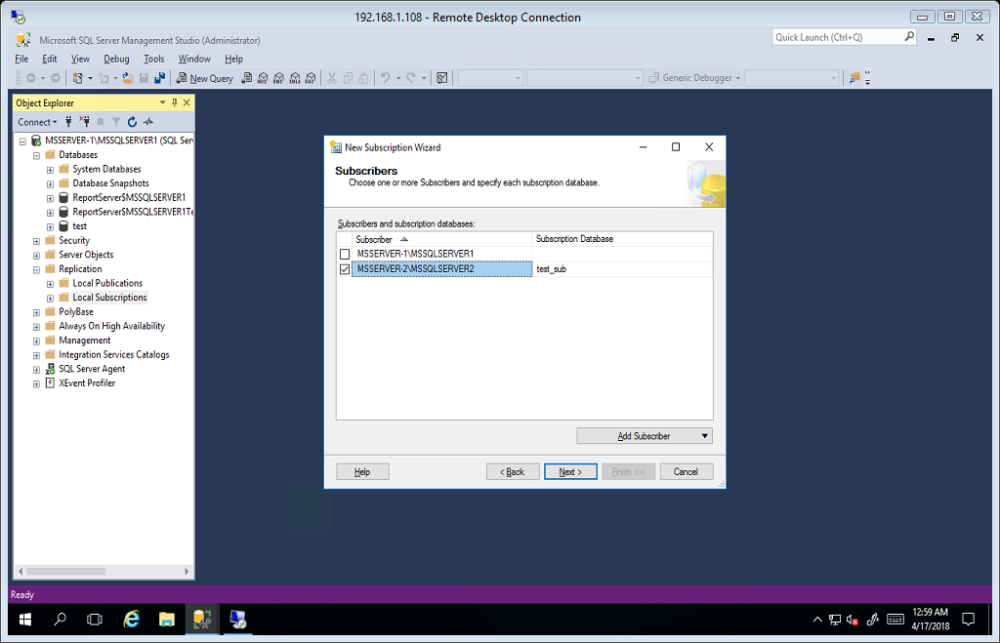 192.168.1.108 - Remote Desktop Connection
Microsoft SQL Server Management Studio (Administrator)
Quick Launch (Ctrl+Q)
File Edit View Debug Tools Window Help
New Query
MDX DMX XMLA DAX
Generic Debugger
Object Explorer
Connect
MSSERVER-1\MSSQLSERVER1 (SQL Ser
Databases
System Databases
Database Snapshots
ReportServer$MSSQLSERVER1
ReportServer$MSSQLSERVER1Te
test
Security
Server Objects
Replication
Local Publications
Local Subscriptions
PolyBase
Always On High Availability
Management
Integration Services Catalogs
SQL Server Agent
XEvent Profiler
New Subscription Wizard
Subscribers
Choose one or more Subscribers and specify each subscription database.
Subscribers and subscription databases:
Subscriber Subscription Database
MSSERVER-1\MSSQLSERVER1
MSSERVER-2\MSSQLSERVER2 test_sub
Add Subscriber
Help < Back Next > Finish >>| Cancel
Ready
12:59 AM
4/17/2018